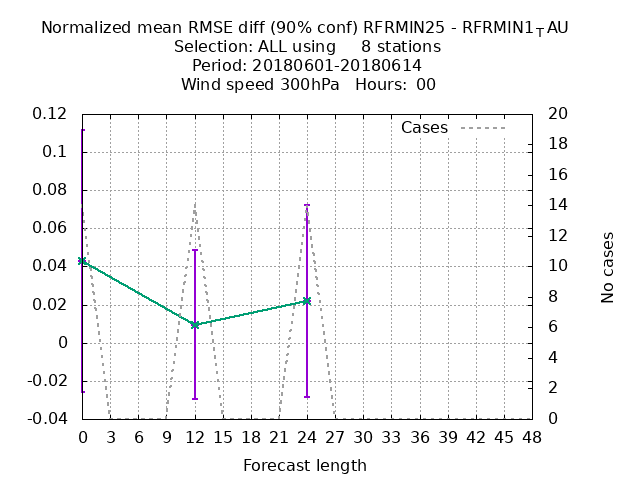 Normalized mean RMSE diff (90% conf) RFRMIN25 - RFRMIN1_TAU
Selection: ALL using     8 stations
Period: 20180601-20180614
Wind speed 300hPa   Hours: 00
0.12
0.1
0.08
0.06
0.04
0.02
0
-0.02
-0.04
Cases
20
18
16
14
12
10
8
6
4
2
0
No cases
0 3 6 9 12 15 18 21 24 27 30 33 36 39 42 45 48
Forecast length